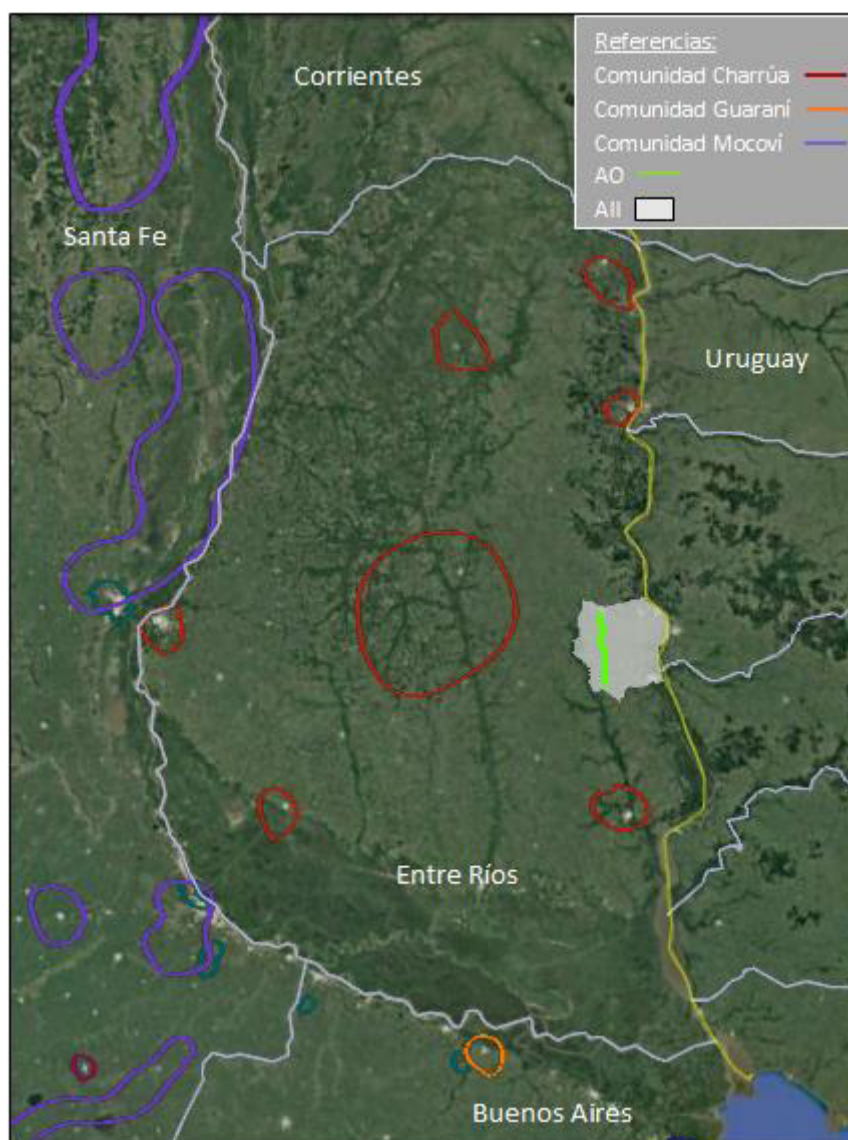 Corrientes
Referencias:
Comunidad Charrúa
Comunidad Guaraní
Comunidad Mocoví
AO
AII
Santa Fe
Uruguay
Entre Ríos
Buenos Aires